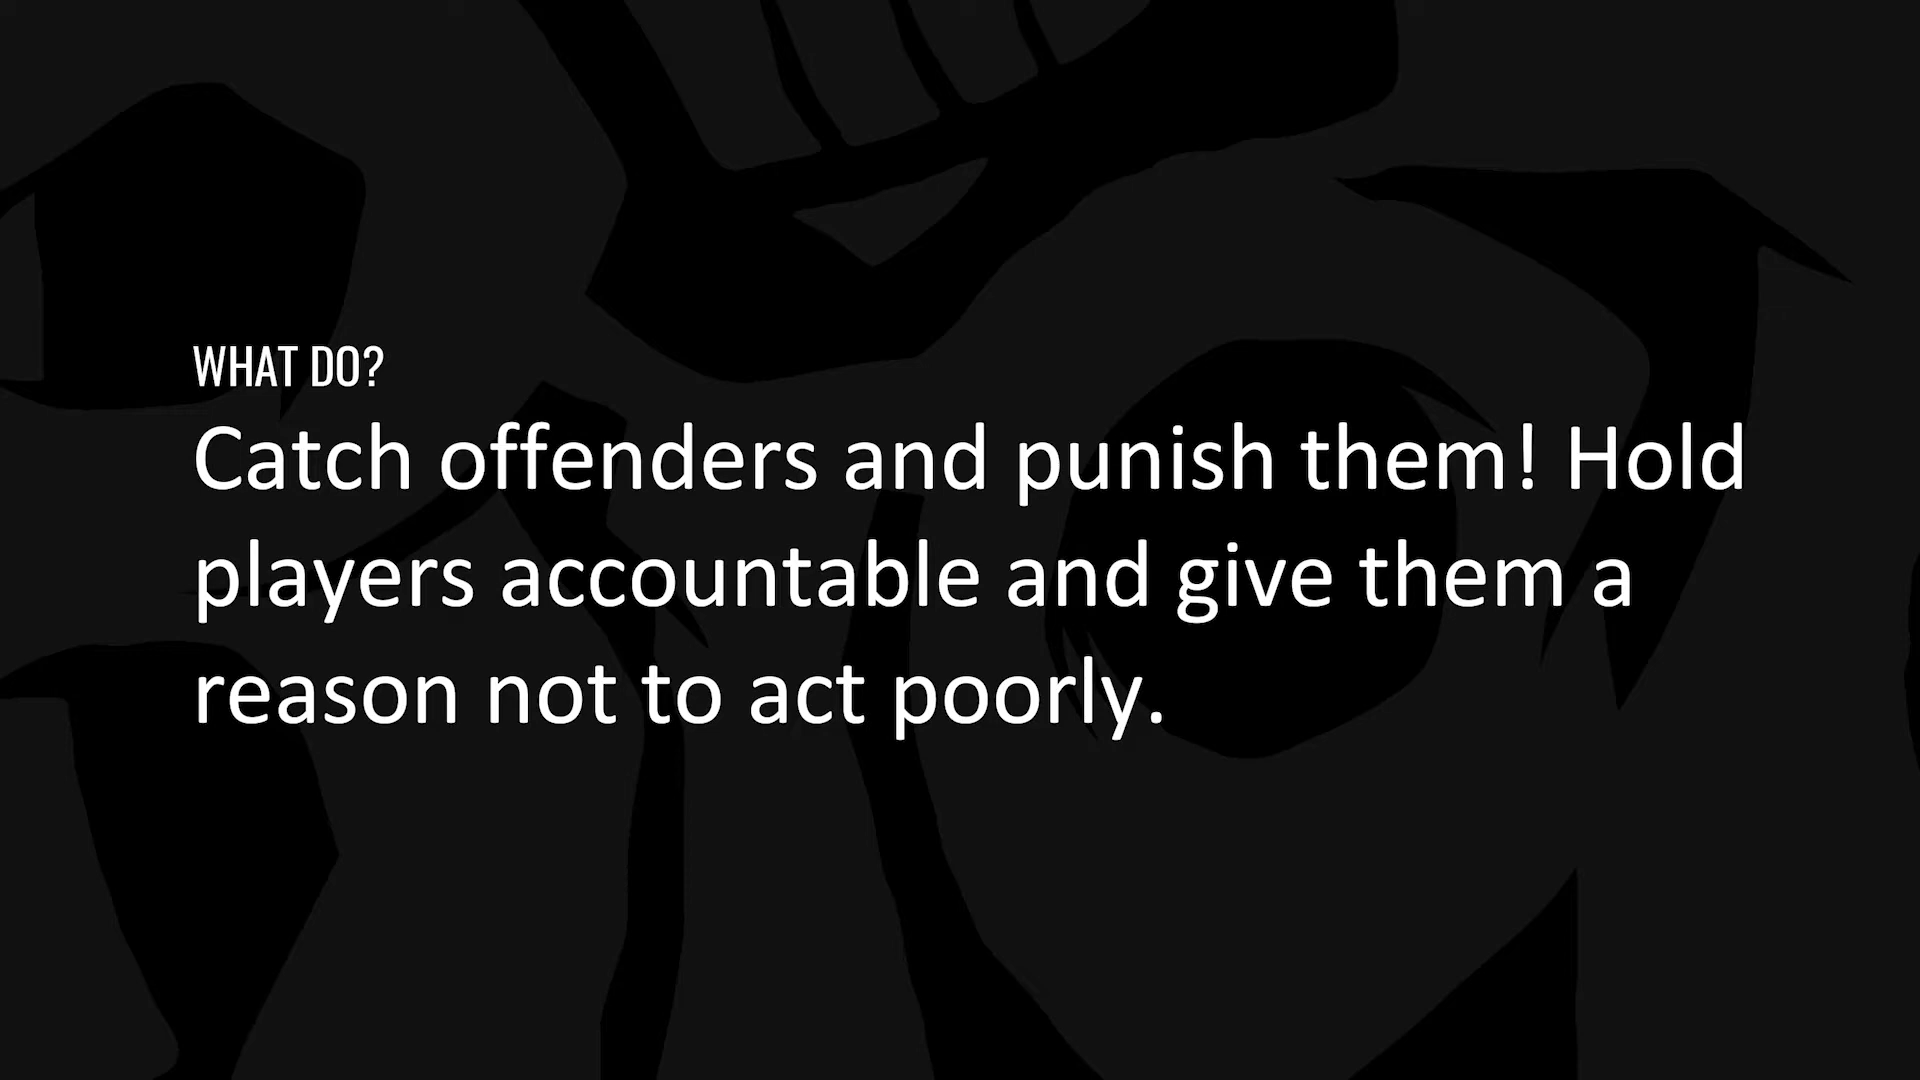 WHAT DO?
Catch offenders and punish them! Hold
players accountable and give them a
reason not to act poorly.